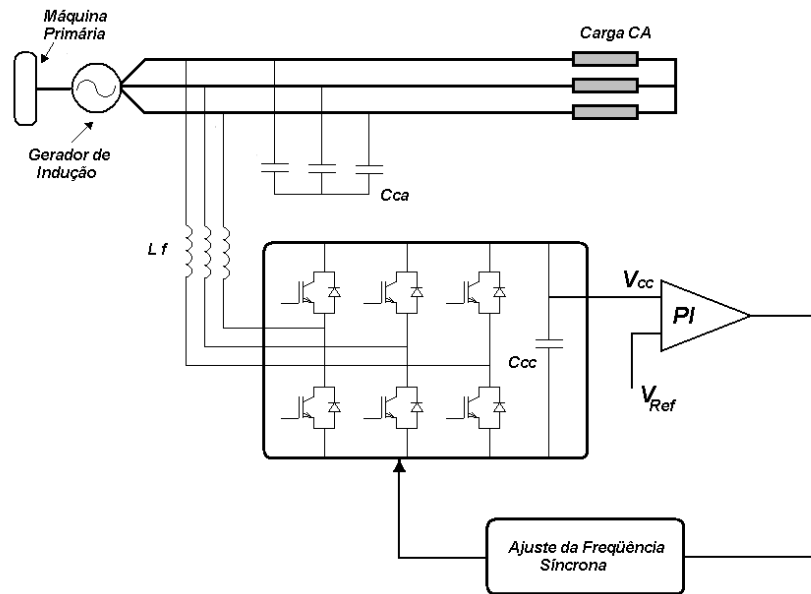 Máquina
Primária
Carga CA
Gerador de
Indução
Cca
L f
Vcc
PI
Ccc
VRef
Ajuste da Freqüência
Síncrona